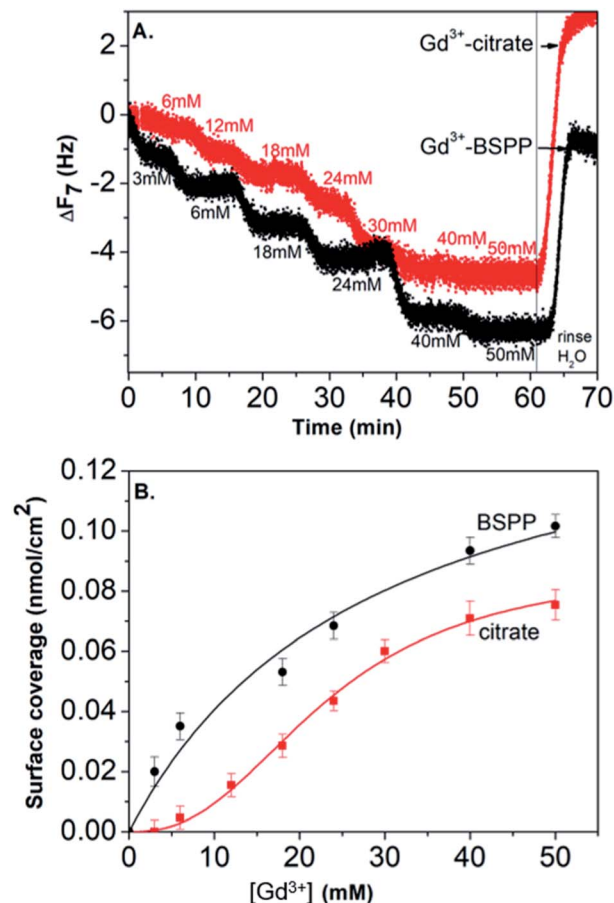 A.
2
0
-2
-4
-6
ΔF₇ (Hz)
6mM
12mM
18mM
24mM
30mM
40mM
50mM
3mM
6mM
18mM
24mM
40mM
50mM
Gd³⁺-citrate
Gd³⁺-BSPP
rinse
H₂O
0 10 20 30 40 50 60 70
Time (min)
B.
0.12
0.10
0.08
0.06
0.04
0.02
0.00
Surface coverage (nmol/cm²)
BSPP
citrate
0 10 20 30 40 50
[Gd³⁺] (mM)